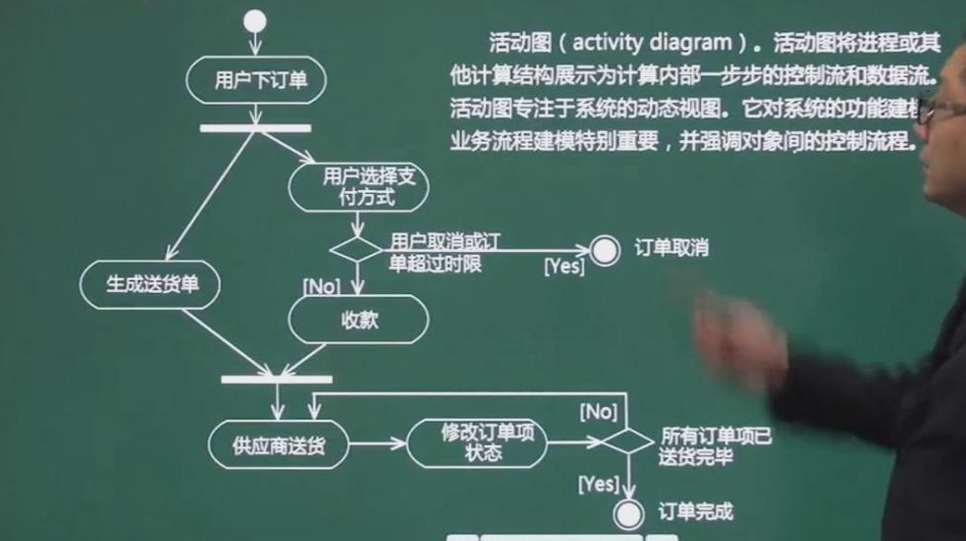 活动图（activity diagram）。活动图将进程或其
他计算结构展示为计算内部一步步的控制流和数据流。
活动图专注于系统的动态视图。它对系统的功能建
业务流程建模特别重要，并强调对象间的控制流程。
用户下订单
用户选择支
付方式
用户取消或订
单超过时限
[Yes]
订单取消
生成送货单
[No]
收款
[No]
供应商送货
修改订单项
状态
所有订单项已
送货完毕
[Yes]
订单完成